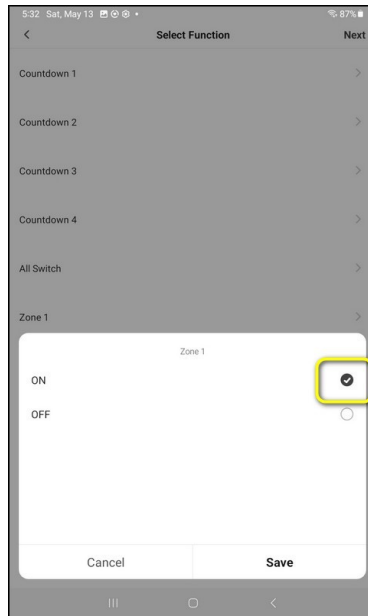 5:32 Sat, May 13 87%
Select Function Next
Countdown 1
Countdown 2
Countdown 3
Countdown 4
All Switch
Zone 1
Zone 1
ON
OFF
Cancel Save